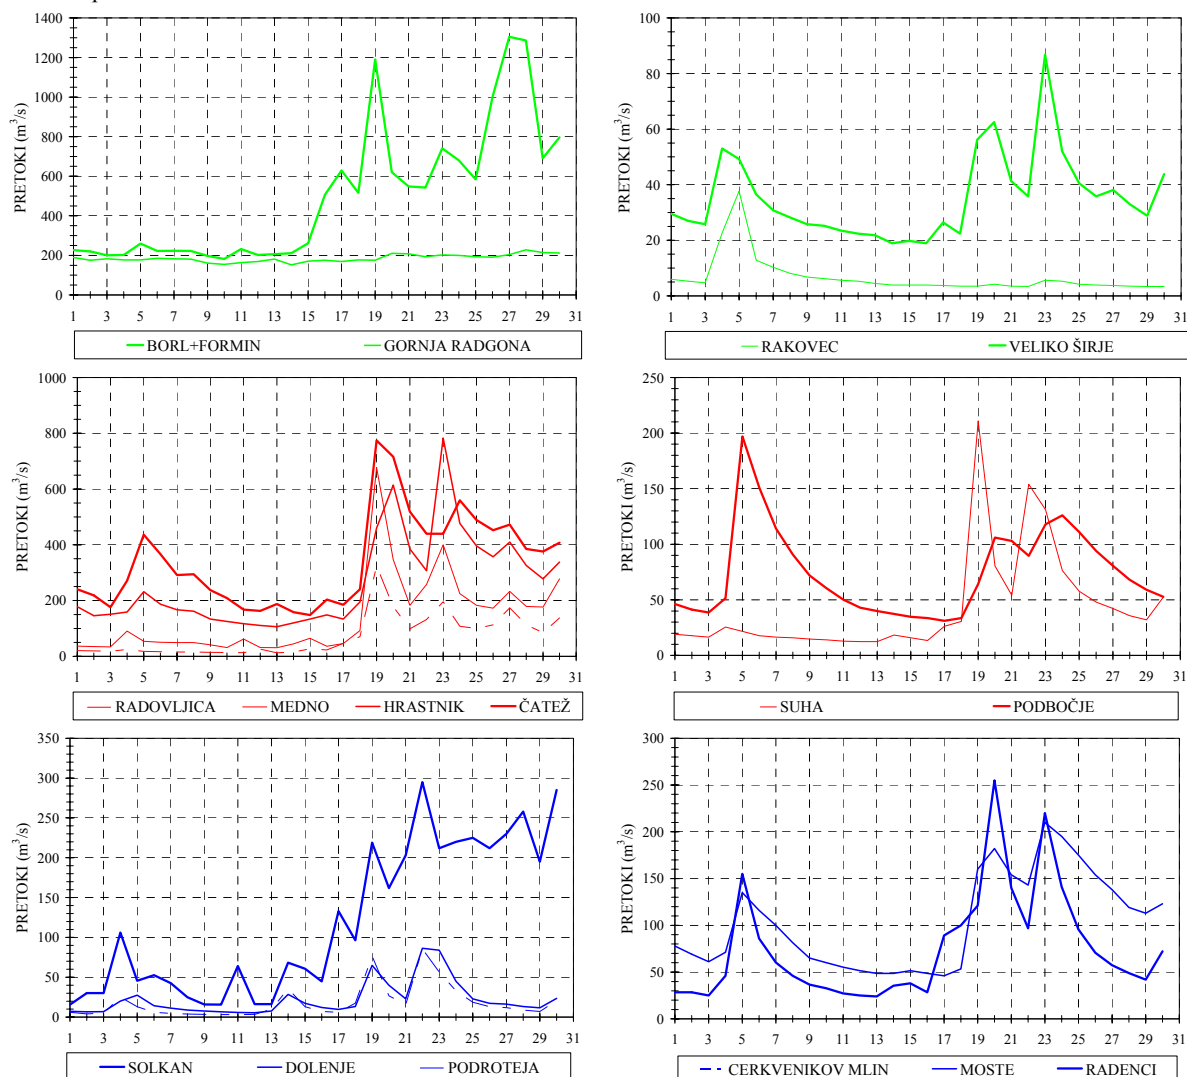 1400
1200
1000
800
600
400
200
0
PRETOKI (m³/s)
1 3 5 7 9 11 13 15 17 19 21 23 25 27 29 31
BORL+FORMIN GORNJA RADGONA
100
80
60
40
20
0
PRETOKI (m³/s)
1 3 5 7 9 11 13 15 17 19 21 23 25 27 29 31
RAKOVEC VELIKO ŠIRJE
1000
800
600
400
200
0
PRETOKI (m³/s)
1 3 5 7 9 11 13 15 17 19 21 23 25 27 29 31
RADOVLJICA MEDNO HRASTNIK ČATEŽ
250
200
150
100
50
0
PRETOKI (m³/s)
1 3 5 7 9 11 13 15 17 19 21 23 25 27 29 31
SUHA PODBOČJE
350
300
250
200
150
100
50
0
PRETOKI (m³/s)
1 3 5 7 9 11 13 15 17 19 21 23 25 27 29 31
SOLKAN DOLENJE PODROTEJA
300
250
200
150
100
50
0
PRETOKI (m³/s)
1 3 5 7 9 11 13 15 17 19 21 23 25 27 29 31
CERKVENIKOV MLIN MOSTE RADENCI